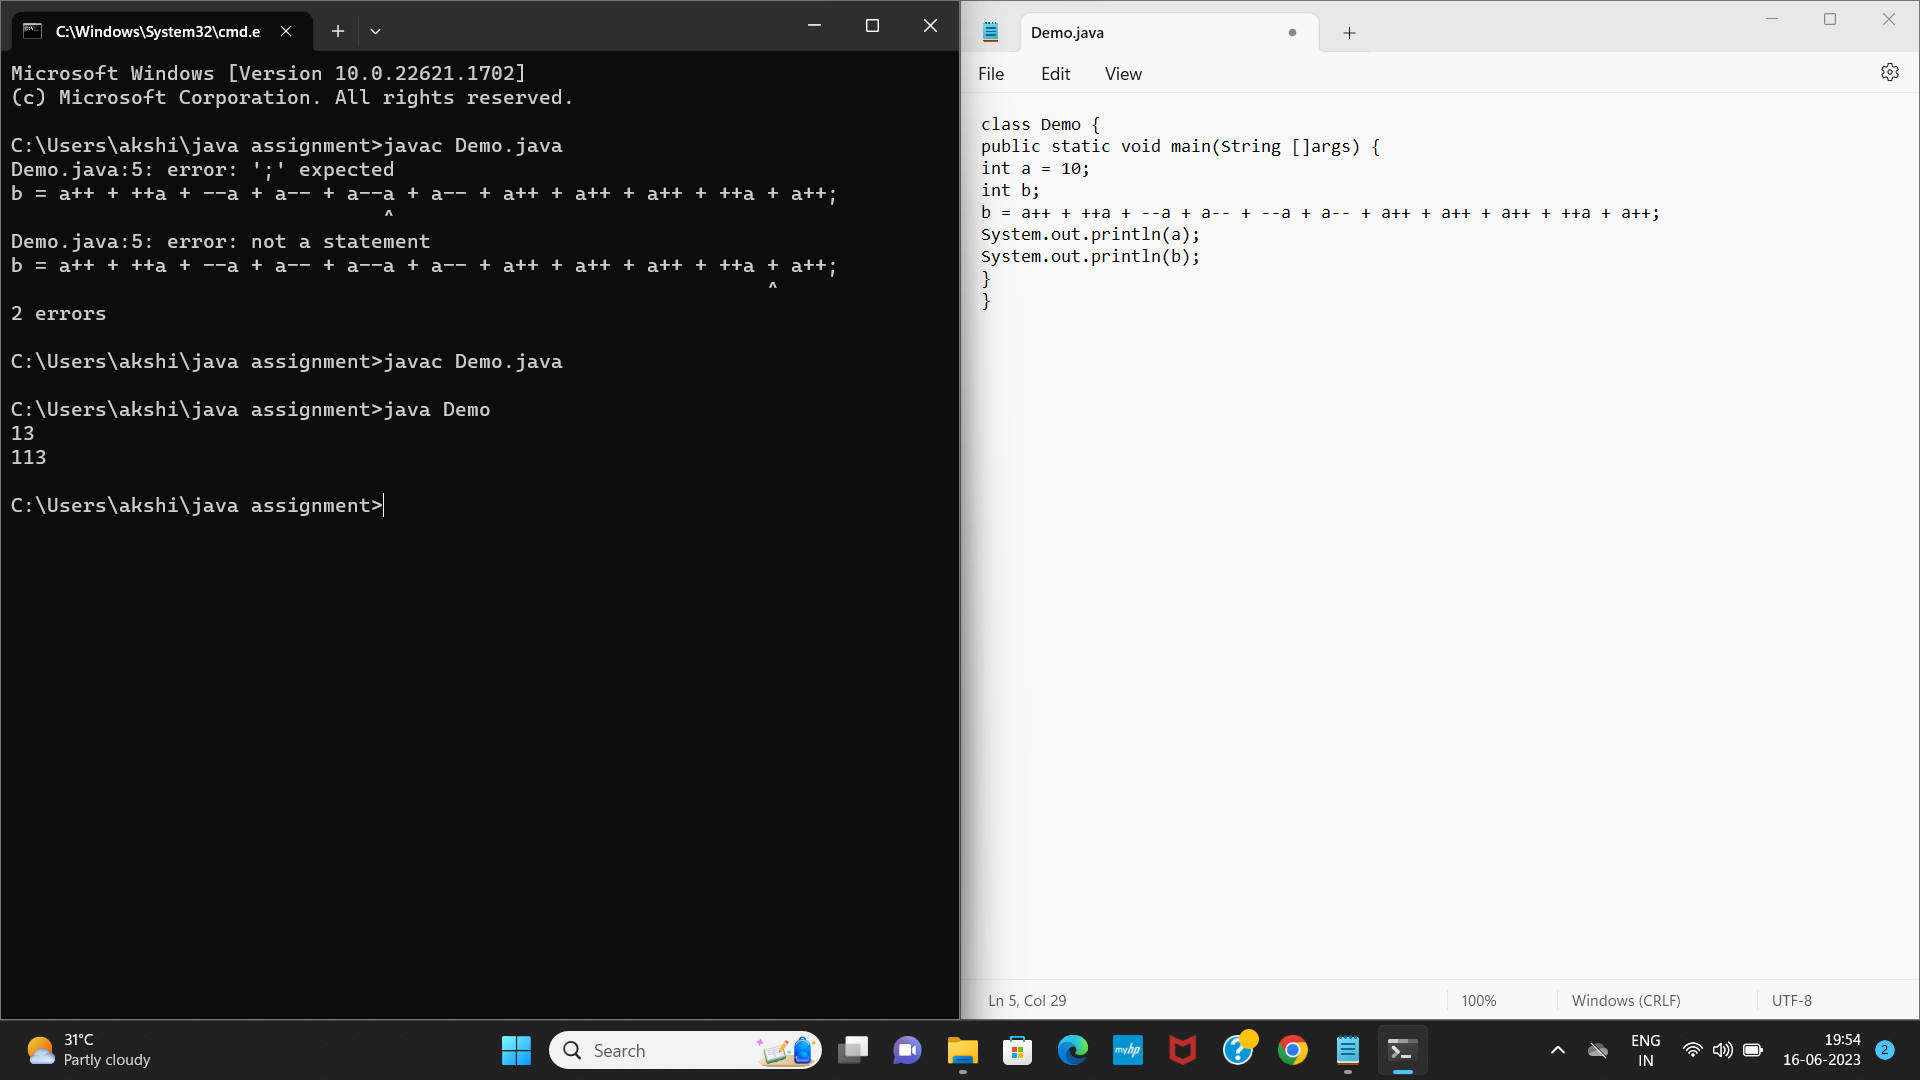 C:\Windows\System32\cmd.e
Microsoft Windows [Version 10.0.22621.1702]
(c) Microsoft Corporation. All rights reserved.
C:\Users\akshi\java assignment>javac Demo.java
Demo.java:5: error: ';' expected
b = a++ + ++a + --a + a-- + a--a + a-- + a++ + a++ + a++ + ++a + a++;
^
Demo.java:5: error: not a statement
b = a++ + ++a + --a + a-- + a--a + a-- + a++ + a++ + a++ + ++a + a++;
^
2 errors
C:\Users\akshi\java assignment>javac Demo.java
C:\Users\akshi\java assignment>java Demo
13
113
C:\Users\akshi\java assignment>
Demo.java
File Edit View
class Demo {
public static void main(String []args) {
int a = 10;
int b;
b = a++ + ++a + --a + a-- + --a + a-- + a++ + a++ + a++ + ++a + a++;
System.out.println(a);
System.out.println(b);
}
}
Ln 5, Col 29 100% Windows (CRLF) UTF-8
31°C
Partly cloudy
Search
myhp
ENG
IN
19:54
16-06-2023
2